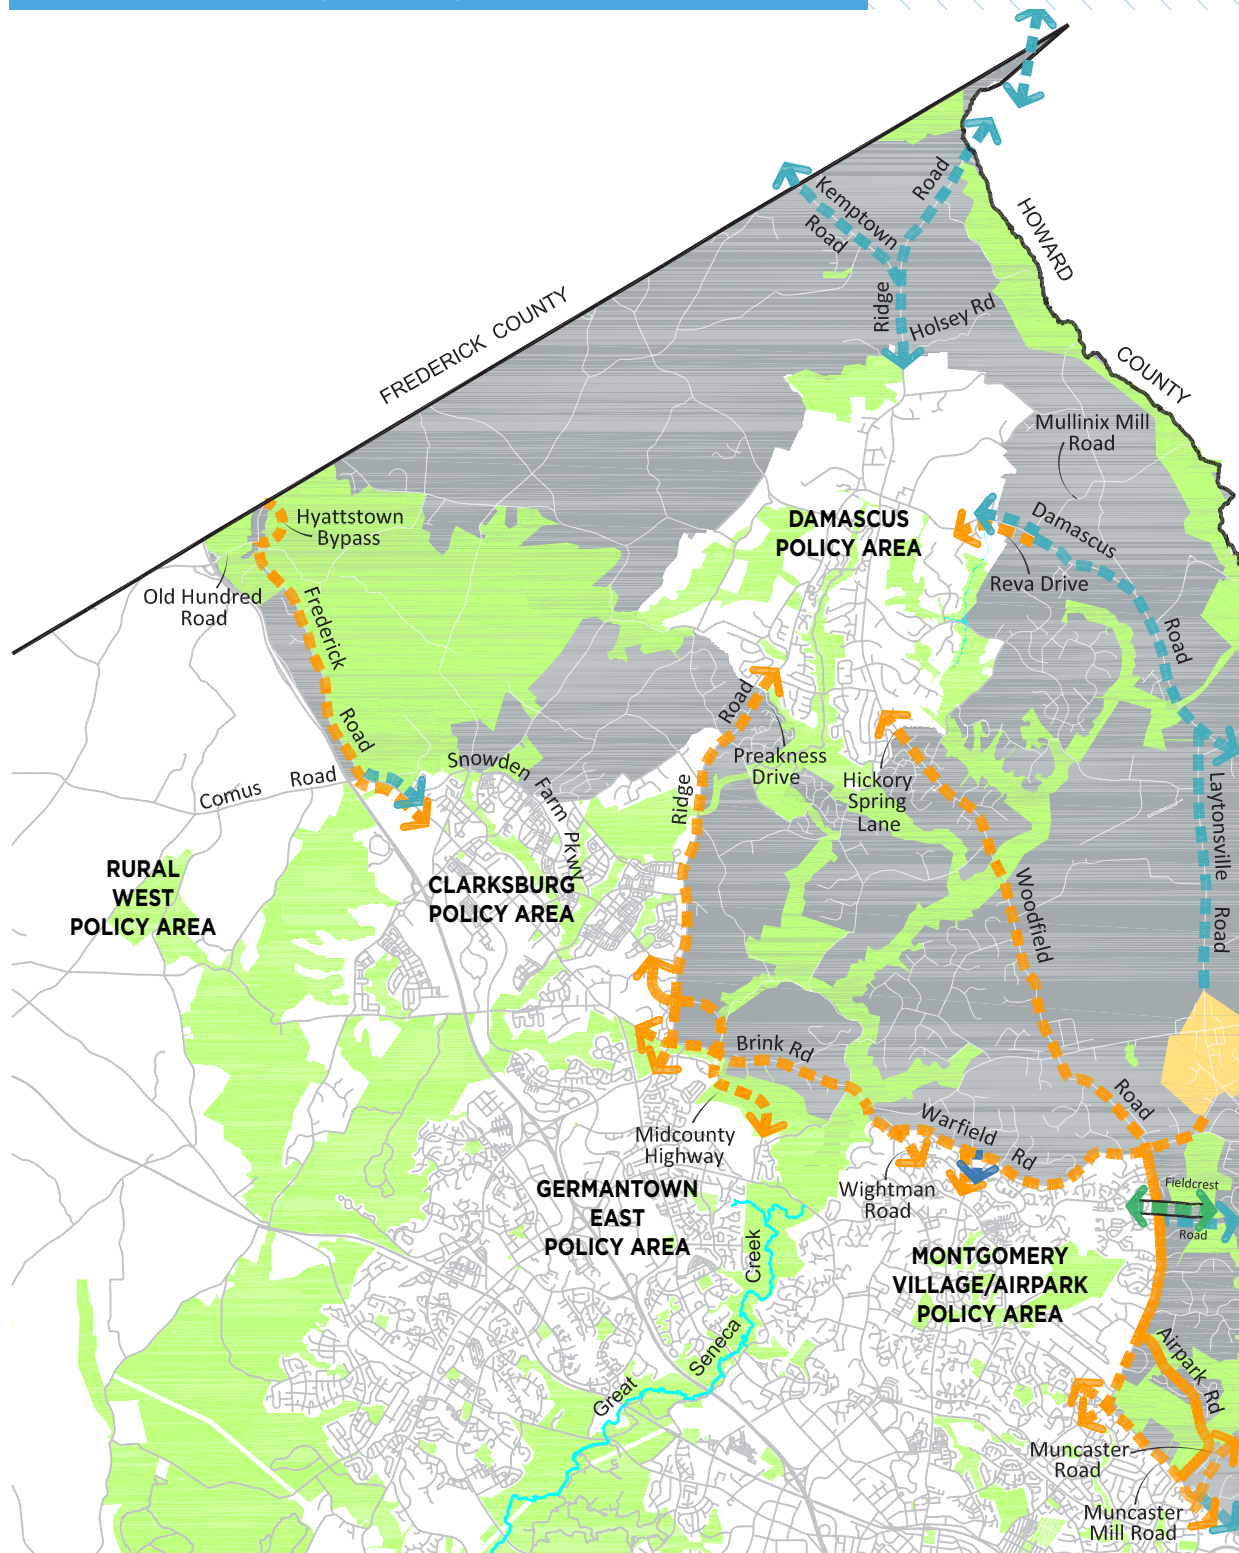 Kemptown
Road
Road
HOWARD
COUNTY
Ridge
Holsey Rd
FREDERICK COUNTY
Mullinix Mill
Road
Hyattstown
Bypass
DAMASCUS
POLICY AREA
Damascus
Road
Reva Drive
Old Hundred
Road
Frederick
Road
Road
Ridge
Preakness
Drive
Hickory
Spring
Lane
Snowden Farm Pkwy
Comus Road
Laytonsville
Road
RURAL
WEST
POLICY AREA
CLARKSBURG
POLICY AREA
Woodfield
Road
Brink Rd
Warfield
Rd
Midcounty
Highway
Wightman
Road
Fieldcrest
Road
GERMANTOWN
EAST
POLICY AREA
MONTGOMERY
VILLAGE/AIRPARK
POLICY AREA
Great Seneca Creek
Airpark Rd
Muncaster
Road
Muncaster
Mill Road